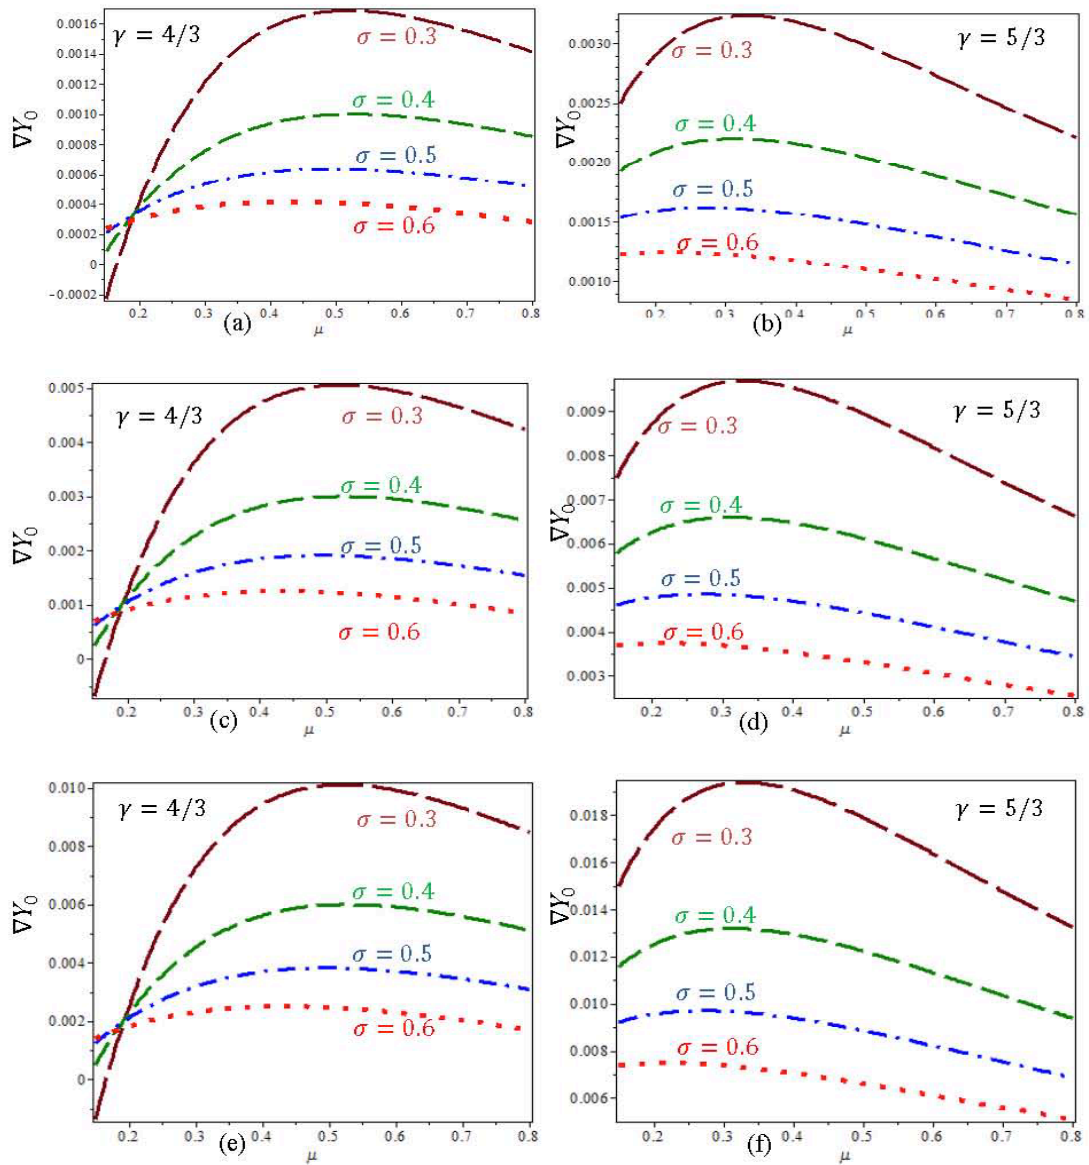 γ = 4/3
σ = 0.3
σ = 0.4
σ = 0.5
σ = 0.6
∇Y₀
0.0016
0.0014
0.0012
0.0010
0.0008
0.0006
0.0004
0.0002
0
−0.0002
0.2 0.3 0.4 0.5 0.6 0.7 0.8
(a)
μ
γ = 5/3
σ = 0.3
σ = 0.4
σ = 0.5
σ = 0.6
∇Y₀
0.0030
0.0025
0.0020
0.0015
0.0010
0.2 0.3 0.4 0.5 0.6 0.7 0.8
(b)
μ
γ = 4/3
σ = 0.3
σ = 0.4
σ = 0.5
σ = 0.6
∇Y₀
0.005
0.004
0.003
0.002
0.001
0
0.2 0.3 0.4 0.5 0.6 0.7 0.8
(c)
μ
γ = 5/3
σ = 0.3
σ = 0.4
σ = 0.5
σ = 0.6
∇Y₀
0.009
0.008
0.007
0.006
0.005
0.004
0.003
0.2 0.3 0.4 0.5 0.6 0.7 0.8
(d)
μ
γ = 4/3
σ = 0.3
σ = 0.4
σ = 0.5
σ = 0.6
∇Y₀
0.010
0.008
0.006
0.004
0.002
0
0.2 0.3 0.4 0.5 0.6 0.7 0.8
(e)
μ
γ = 5/3
σ = 0.3
σ = 0.4
σ = 0.5
σ = 0.6
∇Y₀
0.018
0.016
0.014
0.012
0.010
0.008
0.006
0.2 0.3 0.4 0.5 0.6 0.7 0.8
(f)
μ